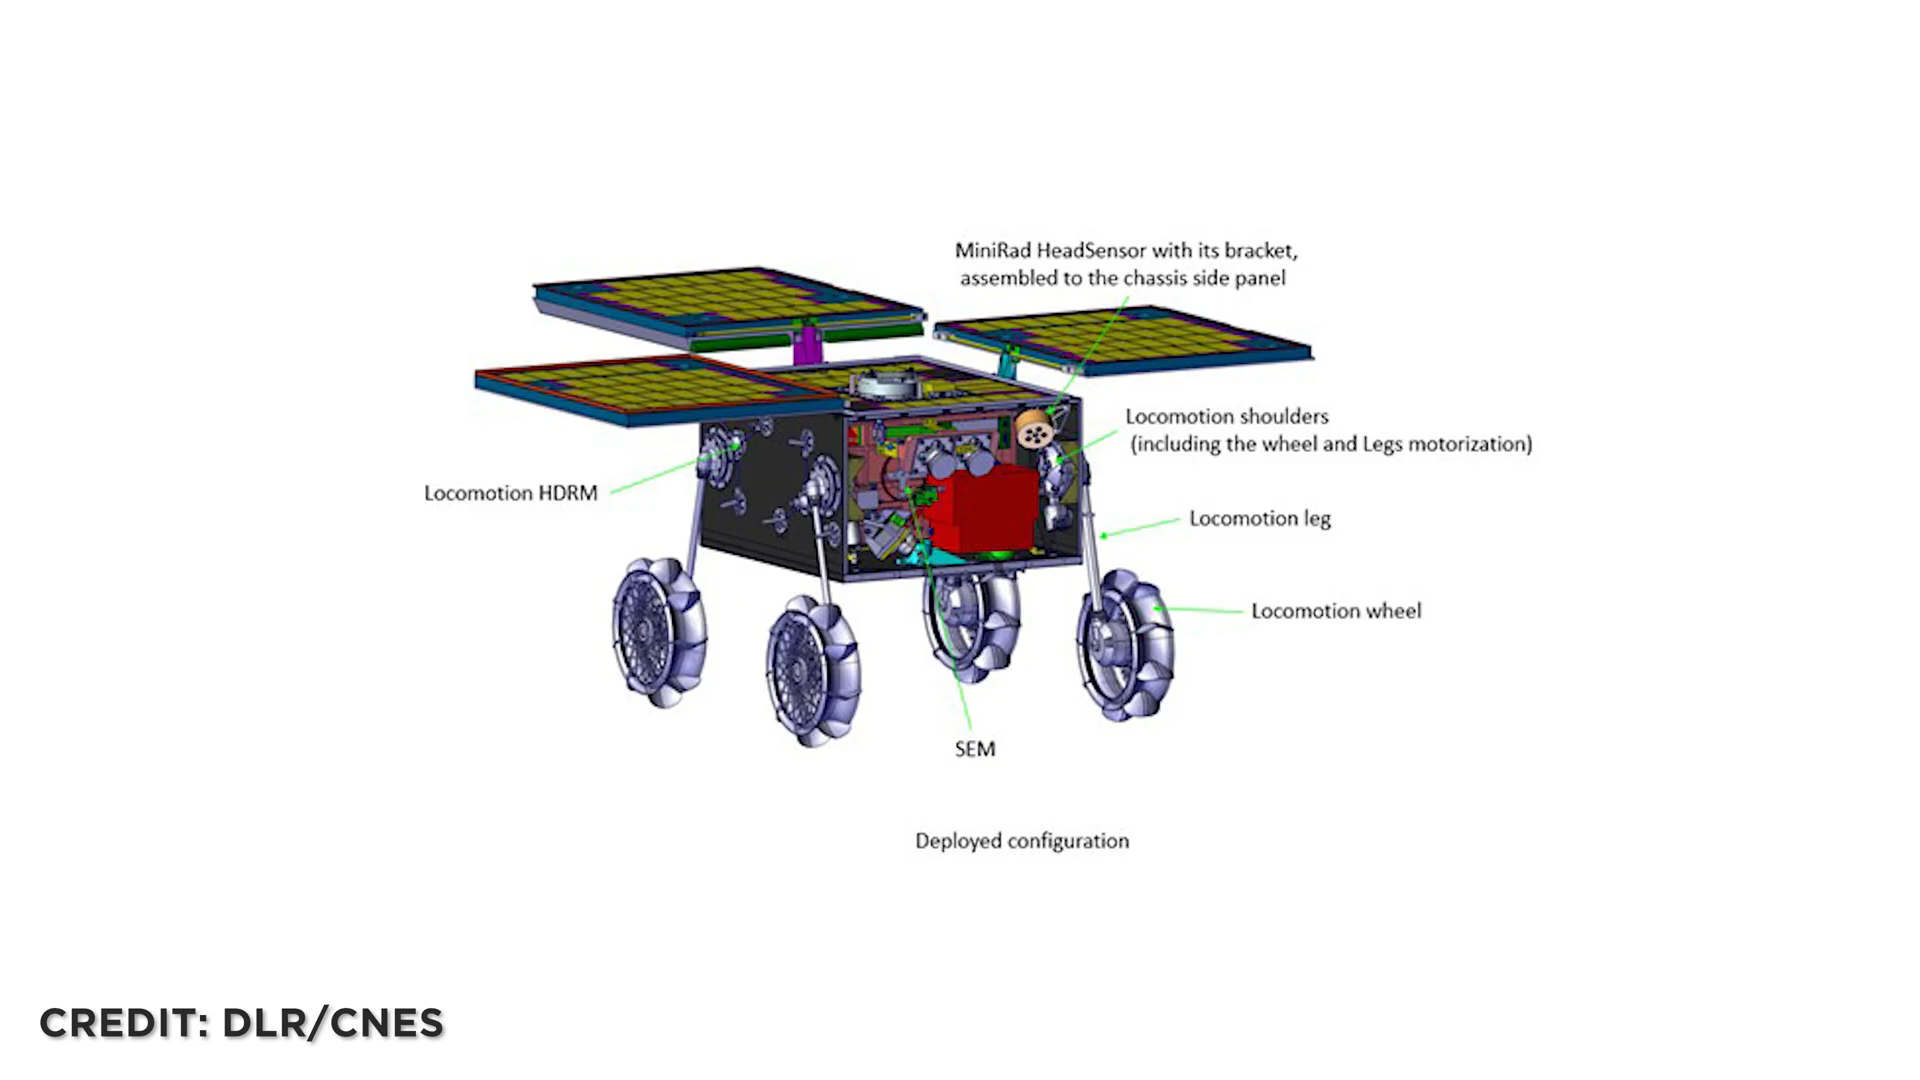 MiniRad HeadSensor with its bracket,
assembled to the chassis side panel
Locomotion shoulders
(including the wheel and Legs motorization)
Locomotion HDRM
Locomotion leg
Locomotion wheel
SEM
Deployed configuration
CREDIT: DLR/CNES